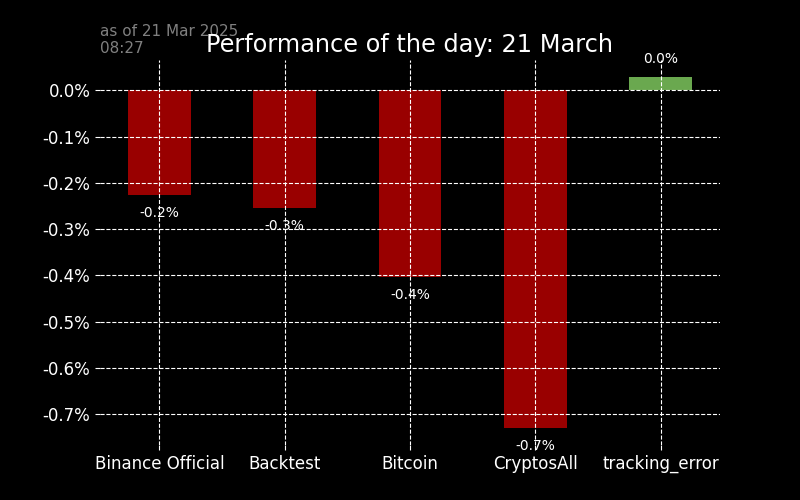 as of 21 Mar 2025
08:27
Performance of the day: 21 March
0.0%
0.0%
-0.1%
-0.2%
-0.3%
-0.4%
-0.5%
-0.6%
-0.7%
-0.2%
-0.3%
-0.4%
-0.7%
Binance Official
Backtest
Bitcoin
CryptosAll
tracking_error